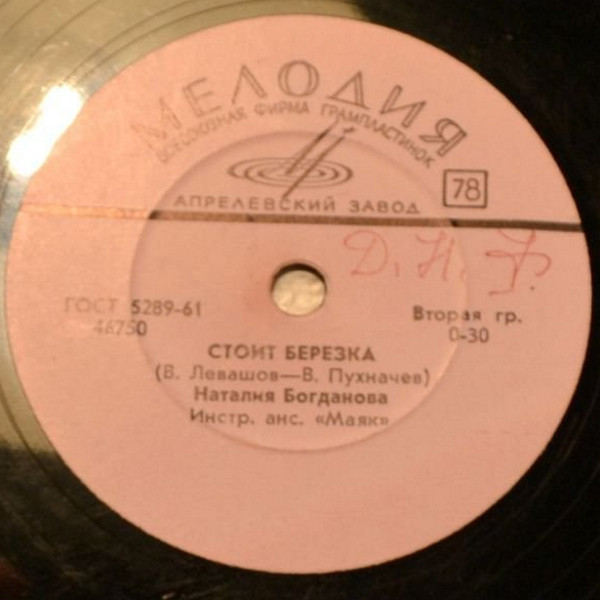 МЕЛОДИЯ
ВСЕСОЮЗНАЯ ФИРМА ГРАМПЛАСТИНОК
АПРЕЛЕВСКИЙ ЗАВОД
78
Д. Н.
ГОСТ 5289-61
46750
Вторая гр.
0-30
СТОИТ БЕРЕЗКА
(В. Левашов—В. Пухначев)
Наталия Богданова
Инстр. анс. «Маяк»